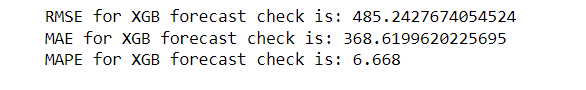 RMSE for XGB forecast check is: 485.2427674054524
MAE for XGB forecast check is: 368.6199620225695
MAPE for XGB forecast check is: 6.668